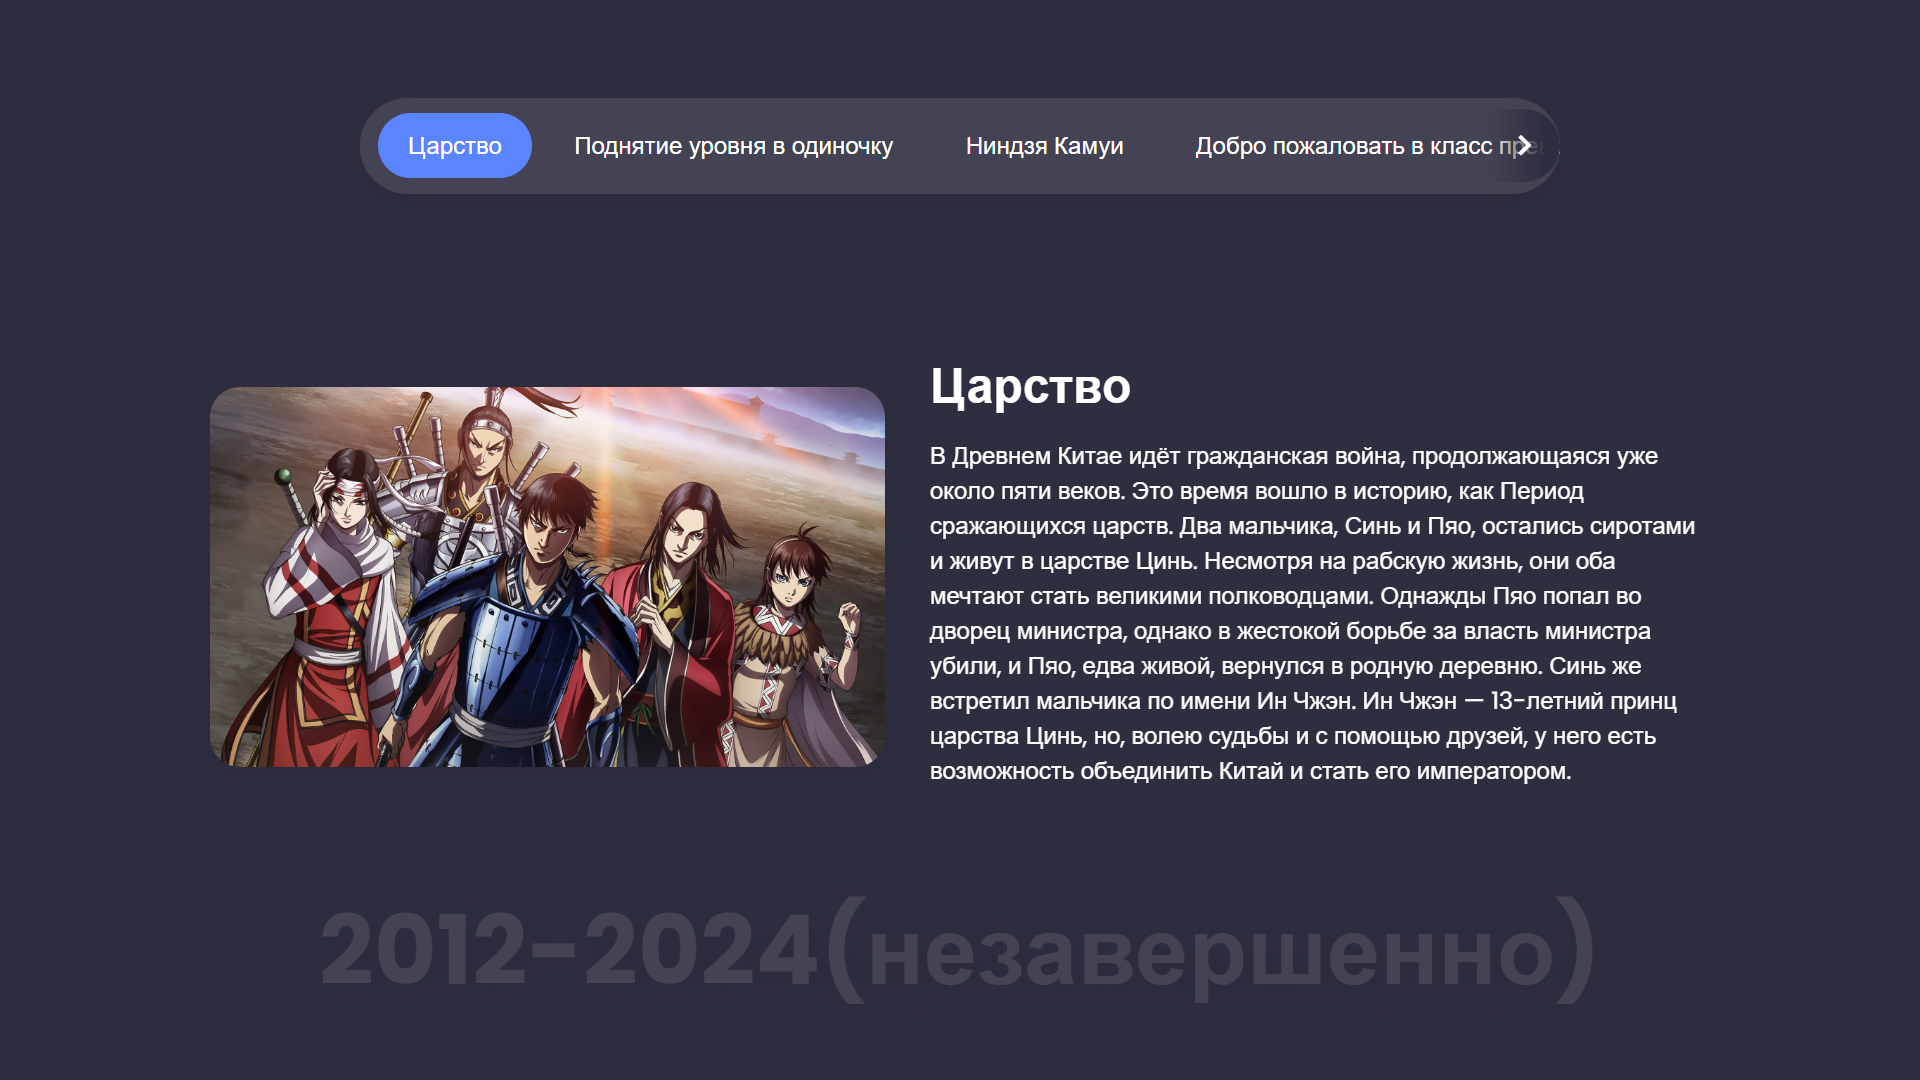 Царство
Поднятие уровня в одиночку
Ниндзя Камуи
Добро пожаловать в класс
Царство
В Древнем Китае идёт гражданская война, продолжающаяся уже
около пяти веков. Это время вошло в историю, как Период
сражающихся царств. Два мальчика, Синь и Пяо, остались сиротами
и живут в царстве Цинь. Несмотря на рабскую жизнь, они оба
мечтают стать великими полководцами. Однажды Пяо попал во
дворец министра, однако в жестокой борьбе за власть министра
убили, и Пяо, едва живой, вернулся в родную деревню. Синь же
встретил мальчика по имени Ин Чжэн. Ин Чжэн — 13-летний принц
царства Цинь, но, волею судьбы и с помощью друзей, у него есть
возможность объединить Китай и стать его императором.
2012-2024(незавершенно)